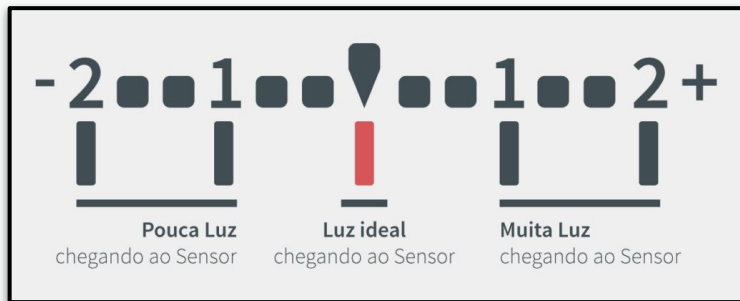 -2 1 1 2+
Pouca Luz Luz ideal Muita Luz
chegando ao Sensor chegando ao Sensor chegando ao Sensor